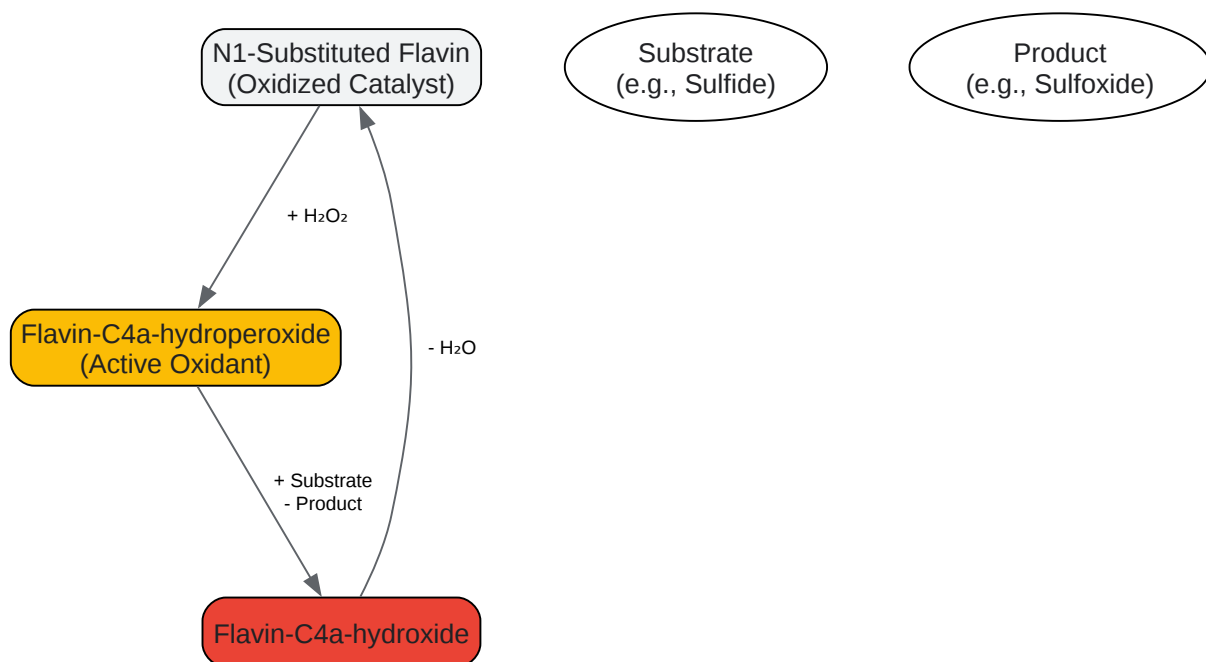 N1-Substituted Flavin
(Oxidized Catalyst)
Substrate
(e.g., Sulfide)
Product
(e.g., Sulfoxide)
+ H₂O₂
Flavin-C4a-hydroperoxide
(Active Oxidant)
- H₂O
+ Substrate
- Product
Flavin-C4a-hydroxide